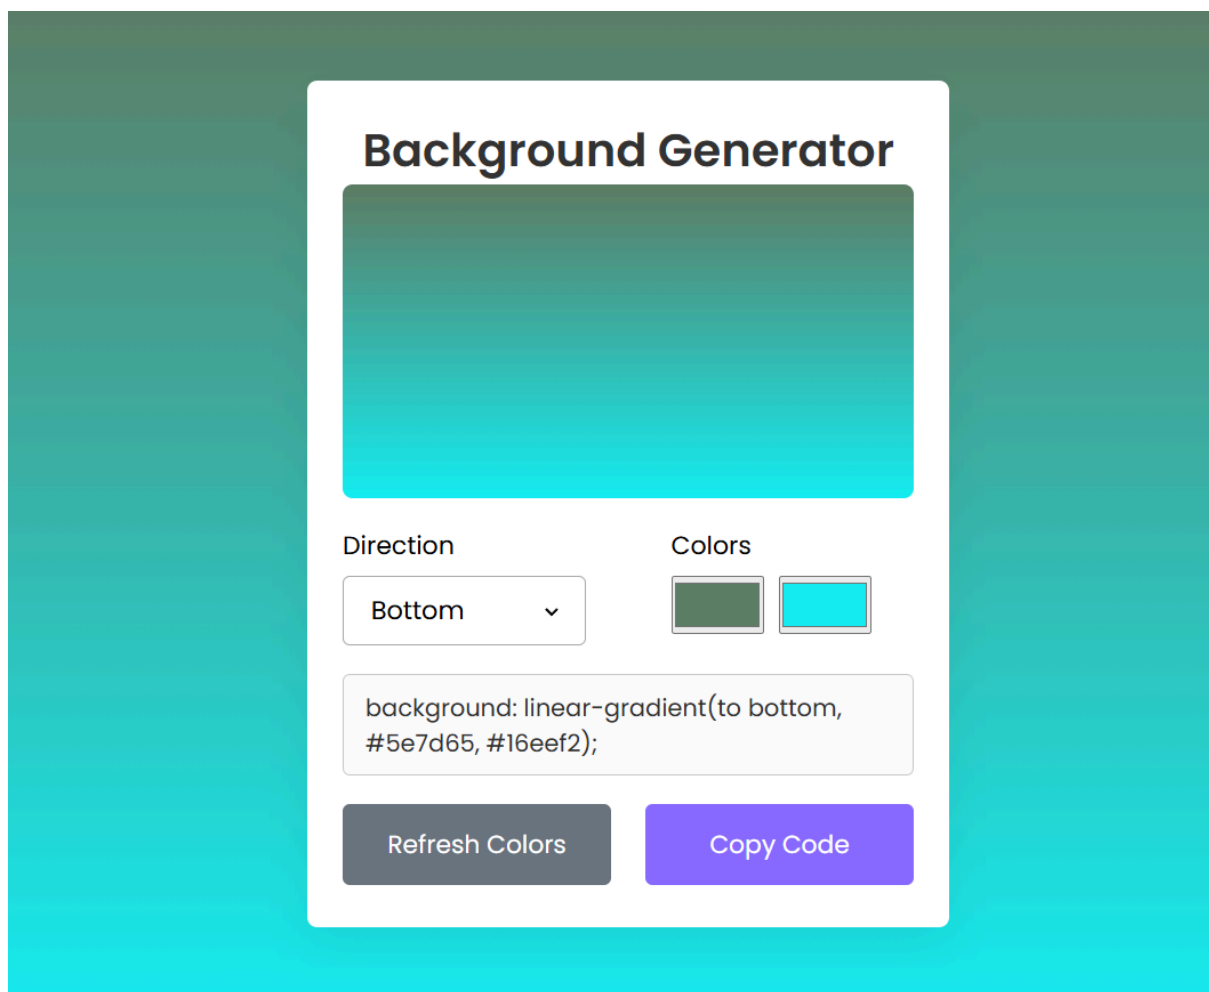 Background Generator
Direction
Colors
Bottom
background: linear-gradient(to bottom,
#5e7d65, #16eef2);
Refresh Colors
Copy Code